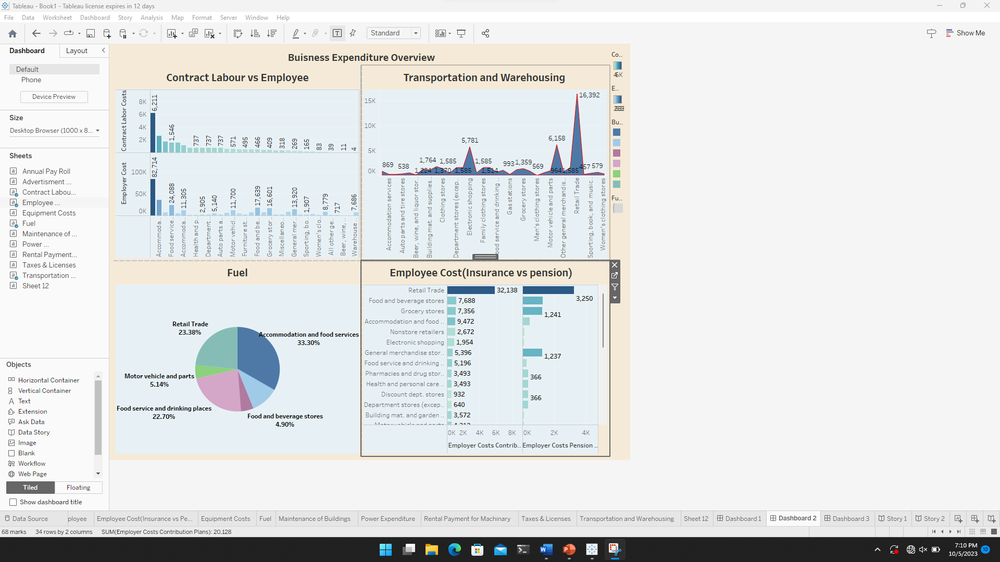 Tableau - Book1 - Tableau license expires in 12 days
File Data Worksheet Dashboard Story Analysis Map Format Server Window Help
Standard
Show Me
Dashboard Layout
Default
Phone
Device Preview
Size
Desktop Browser (1000 x 8...
Sheets
Annual Pay Roll
Advertisment ...
Contract Labou...
Employee ...
Equipment Costs
Fuel
Maintenance of ...
Power ...
Rental Payment...
Taxes & Licenses
Transportation ...
Sheet 12
Objects
Horizontal Container
Vertical Container
Text
Extension
Ask Data
Data Story
Image
Blank
Workflow
Web Page
Tiled Floating
Show dashboard title
Buisness Expenditure Overview
Contract Labour vs Employee
Contract Labor Costs
8K
6K
4K
2K
6,211 1,546 737 737 737 571 495 466 409 318 269 165 83 39 11 4
Employer Cost
100K
50K
0K
82,714 24,088 11,305 2,905 5,140 11,700 17,639 16,601 13,920 1,907 8,779 717 7,686
Accommoda..
Food service..
Accommoda..
Health and p..
Department..
Auto parts a..
Motor vehicl..
Furniture st..
Food and be..
Grocery stor..
Miscellaneo..
General mer..
Sporting, bo..
Women's clo..
All other ge..
Beer, wine, ..
Warehouse ..
Transportation and Warehousing
15K
10K
5K
0K
869 538 1,764 1,224 1,585 1,370 5,781 1,585 1,585 1,514 993 1,359 569 6,158 964 1,585 16,392 457 579
Accommodation services
Auto parts and tire stores
Beer, wine, and liquor stor..
Building mat. and supplies..
Clothing stores
Department stores (excep..
Electronic shopping
Family clothing stores
ood service and drinking ..
Gas stations
Grocery stores
Men's clothing stores
Motor vehicle and parts
Other general merchandis..
Retail Trade
Sporting, book, and music..
Women's clothing stores
Co..
E..
Bu..
Fu..
Fuel
Retail Trade
23.38%
Accommodation and food services
33.30%
Motor vehicle and parts
5.14%
Food service and drinking places
22.70%
Food and beverage stores
4.90%
Employee Cost(Insurance vs pension)
Retail Trade 32,138 3,250
Food and beverage stores 7,688
Grocery stores 7,356 1,241
Accommodation and food .. 9,472
Nonstore retailers 2,672
Electronic shopping 1,954
General merchandise stor.. 5,396 1,237
Food service and drinking .. 5,196
Pharmacies and drug stor.. 3,493 366
Health and personal care .. 3,493
Discount dept. stores 932 366
Department stores (excep.. 640
Building mat. and garden .. 3,572
0K 2K 4K 6K 8K 0K 2K 4K
Employer Costs Contrib.. Employer Costs Pension ..
Data Source ployee Employee Cost(Insurance vs Pe... Equipment Costs Fuel Maintenance of Buildings Power Expenditure Rental Payment for Machinery Taxes & Licenses Transportation and Warehousing Sheet 12 Dashboard 1 Dashboard 2 Dashboard 3 Story 1 Story 2
68 marks 34 rows by 2 columns SUM(Employer Costs Contribution Plans): 20,128
7:10 PM
10/5/2023
10